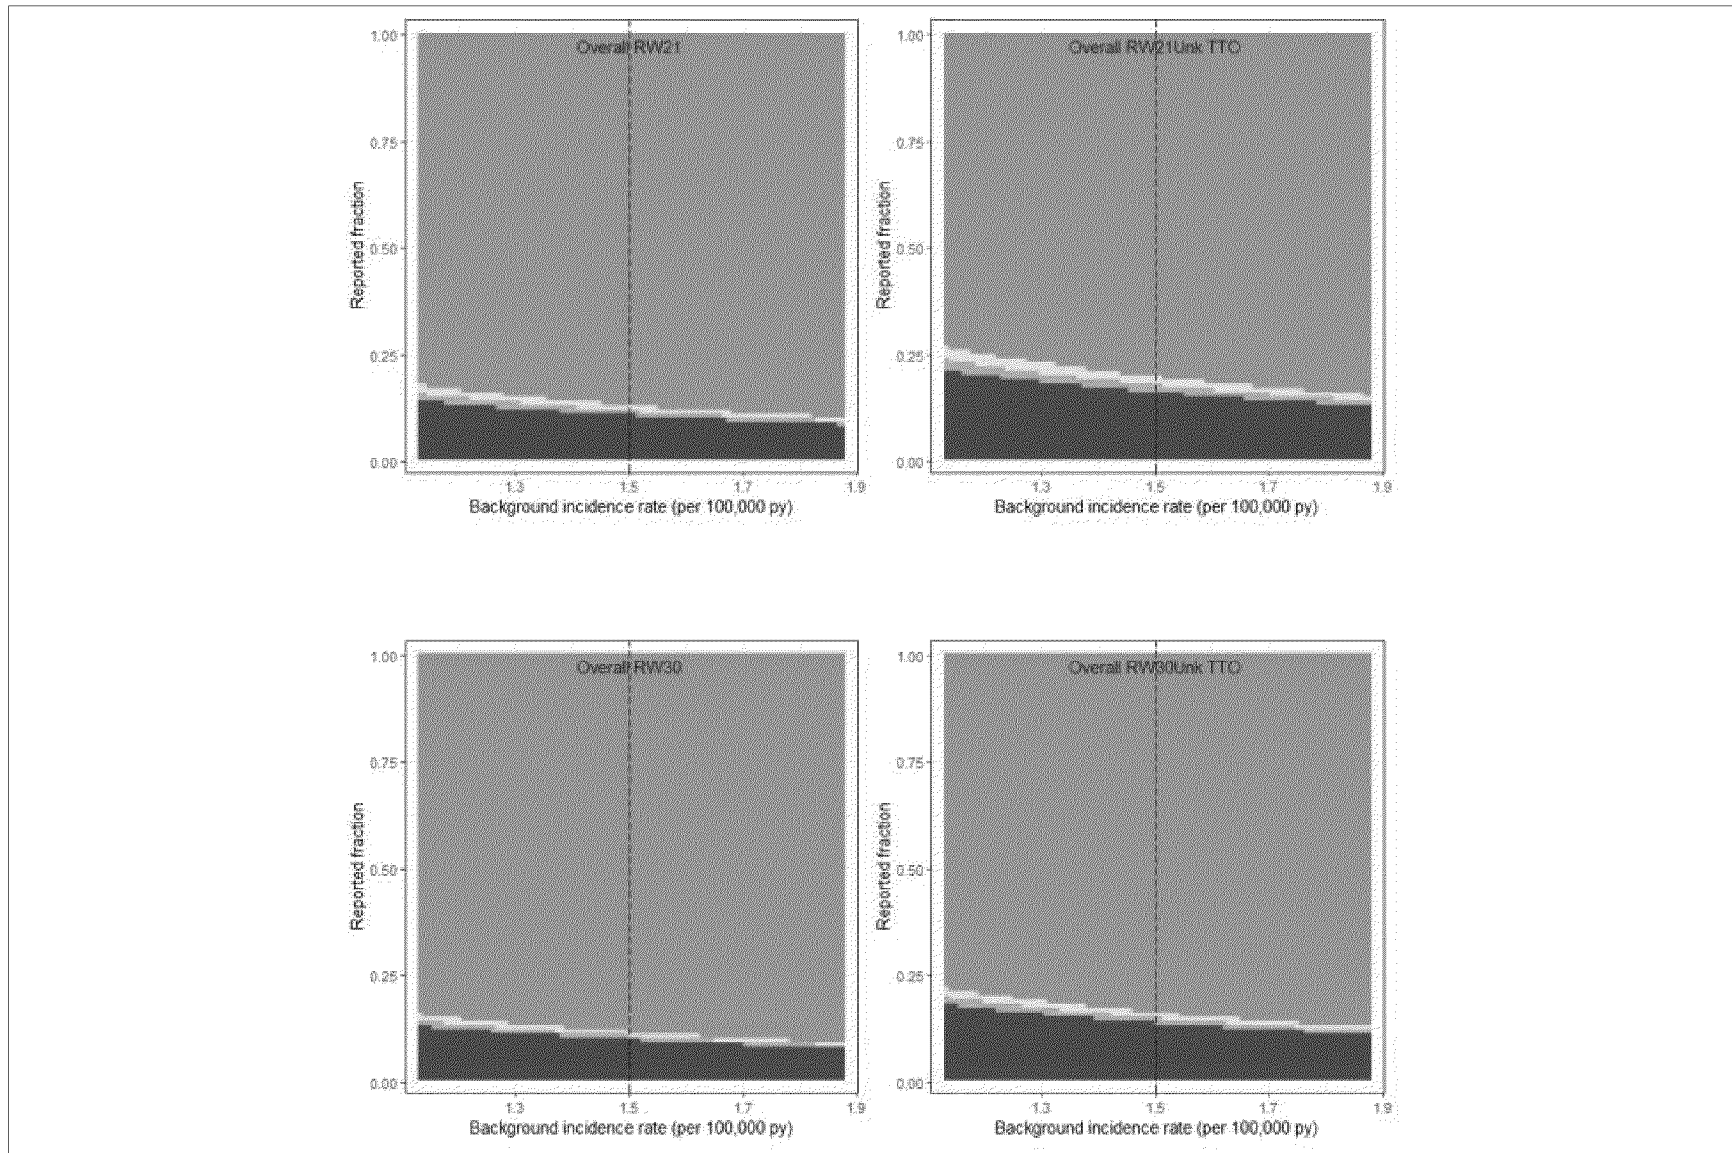 Overall RW21
1.00
0.75
0.50
0.25
0.00
Reported fraction
1.3 1.5 1.7 1.9
Background incidence rate (per 100,000 py)
Overall RW21Unk TTO
1.00
0.75
0.50
0.25
0.00
Reported fraction
1.3 1.5 1.7 1.9
Background incidence rate (per 100,000 py)
Overall RW30
1.00
0.75
0.50
0.25
0.00
Reported fraction
1.3 1.5 1.7 1.9
Background incidence rate (per 100,000 py)
Overall RW30Unk TTO
1.00
0.75
0.50
0.25
0.00
Reported fraction
1.3 1.5 1.7 1.9
Background incidence rate (per 100,000 py)